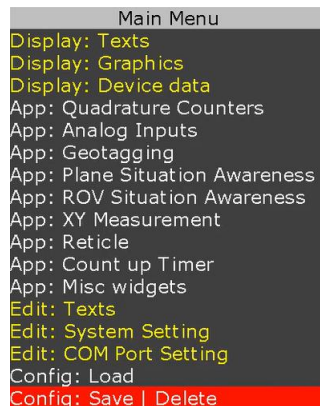 Main Menu
Display: Texts
Display: Graphics
Display: Device data
App: Quadrature Counters
App: Analog Inputs
App: Geotagging
App: Plane Situation Awareness
App: ROV Situation Awareness
App: XY Measurement
App: Reticle
App: Count up Timer
App: Misc widgets
Edit: Texts
Edit: System Setting
Edit: COM Port Setting
Config: Load
Config: Save | Delete